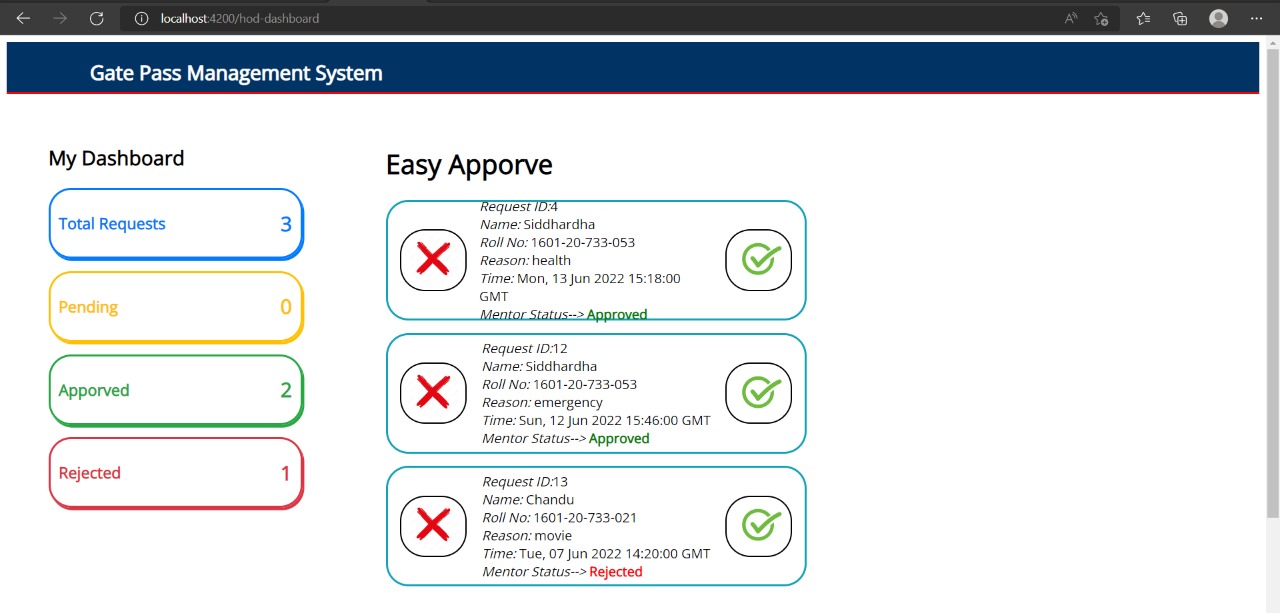 localhost:4200/hod-dashboard
Gate Pass Management System
My Dashboard
Total Requests 3
Pending 0
Apporved 2
Rejected 1
Easy Apporve
Request ID:4
Name: Siddhardha
Roll No: 1601-20-733-053
Reason: health
Time: Mon, 13 Jun 2022 15:18:00
GMT
Mentor Status--> Approved
Request ID:12
Name: Siddhardha
Roll No: 1601-20-733-053
Reason: emergency
Time: Sun, 12 Jun 2022 15:46:00 GMT
Mentor Status--> Approved
Request ID:13
Name: Chandu
Roll No: 1601-20-733-021
Reason: movie
Time: Tue, 07 Jun 2022 14:20:00 GMT
Mentor Status--> Rejected